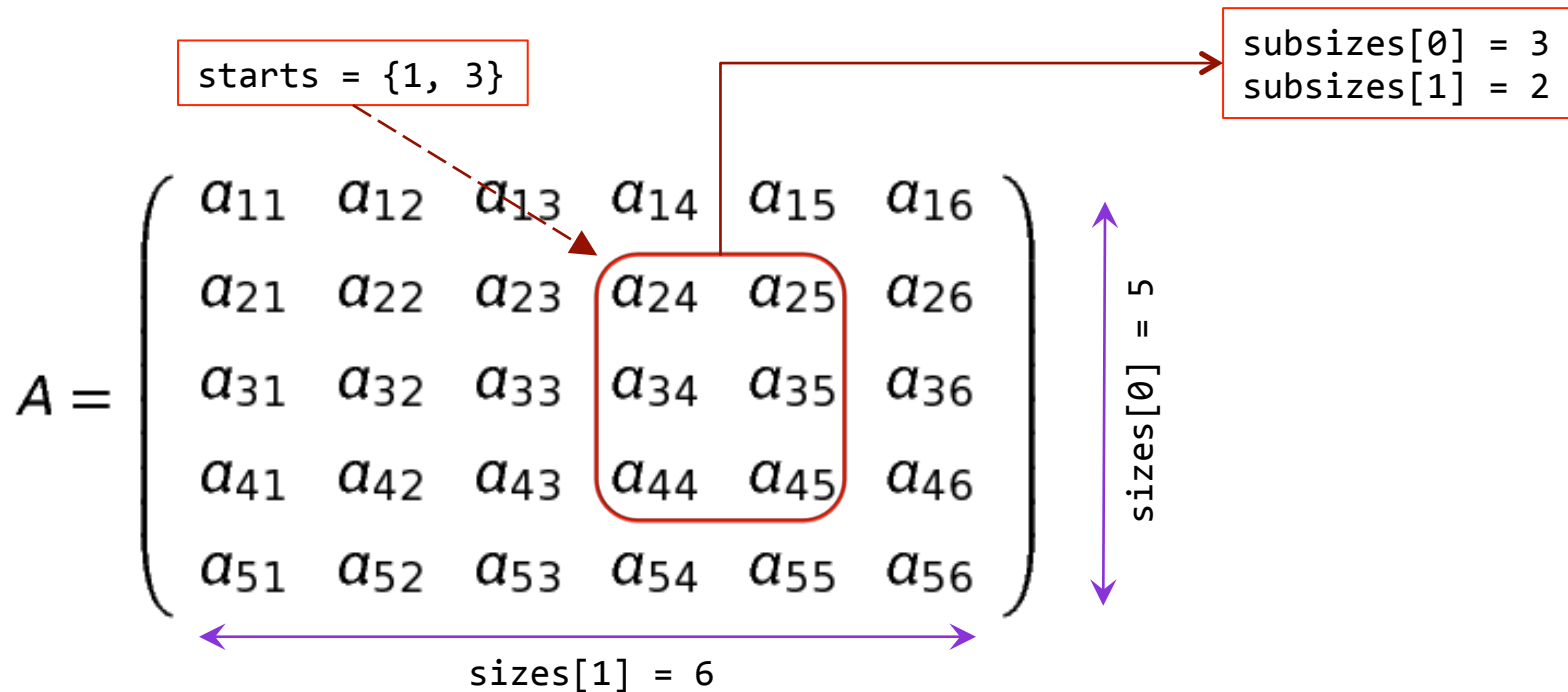 starts = {1, 3}
subsizes[0] = 3
subsizes[1] = 2
a11 a12 a13 a14 a15 a16
a21 a22 a23 a24 a25 a26
A = a31 a32 a33 a34 a35 a36
a41 a42 a43 a44 a45 a46
a51 a52 a53 a54 a55 a56
sizes[0] = 5
sizes[1] = 6